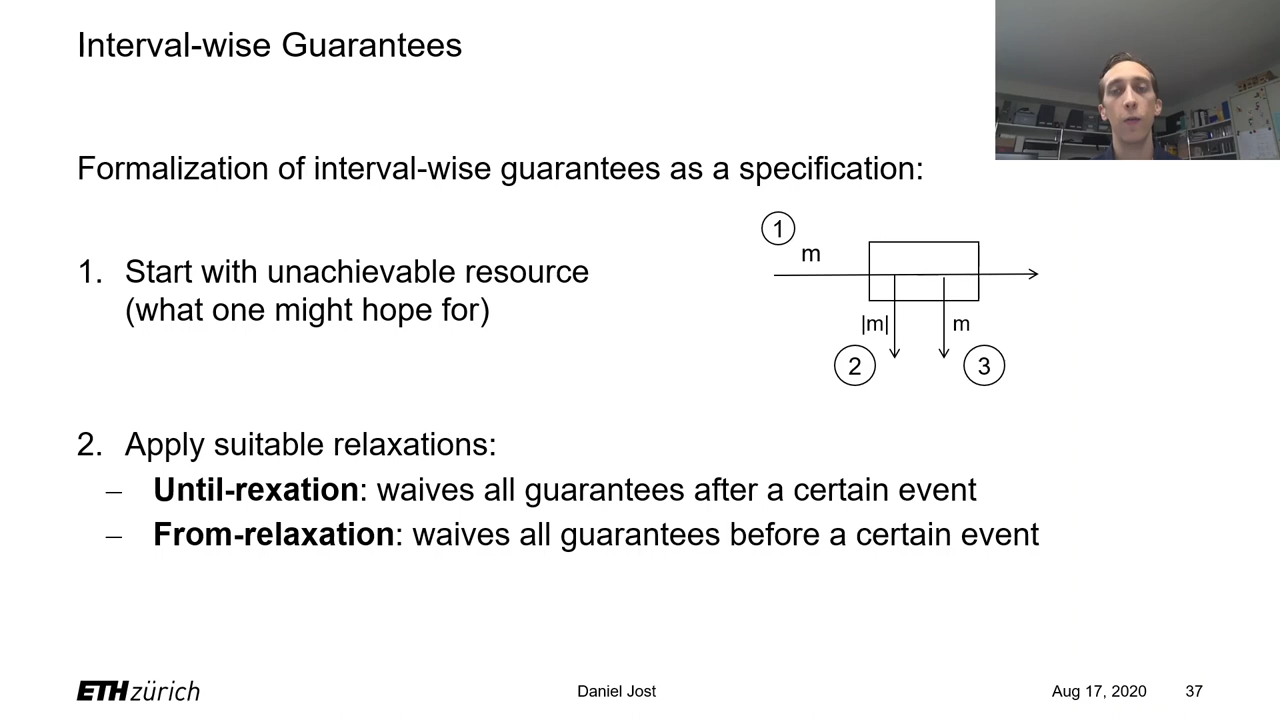 Interval-wise Guarantees
Formalization of interval-wise guarantees as a specification:
1
m
1. Start with unachievable resource
(what one might hope for)
|m|
m
2
3
2. Apply suitable relaxations:
– Until-rexation: waives all guarantees after a certain event
– From-relaxation: waives all guarantees before a certain event
ETH zürich
Daniel Jost
Aug 17, 2020
37